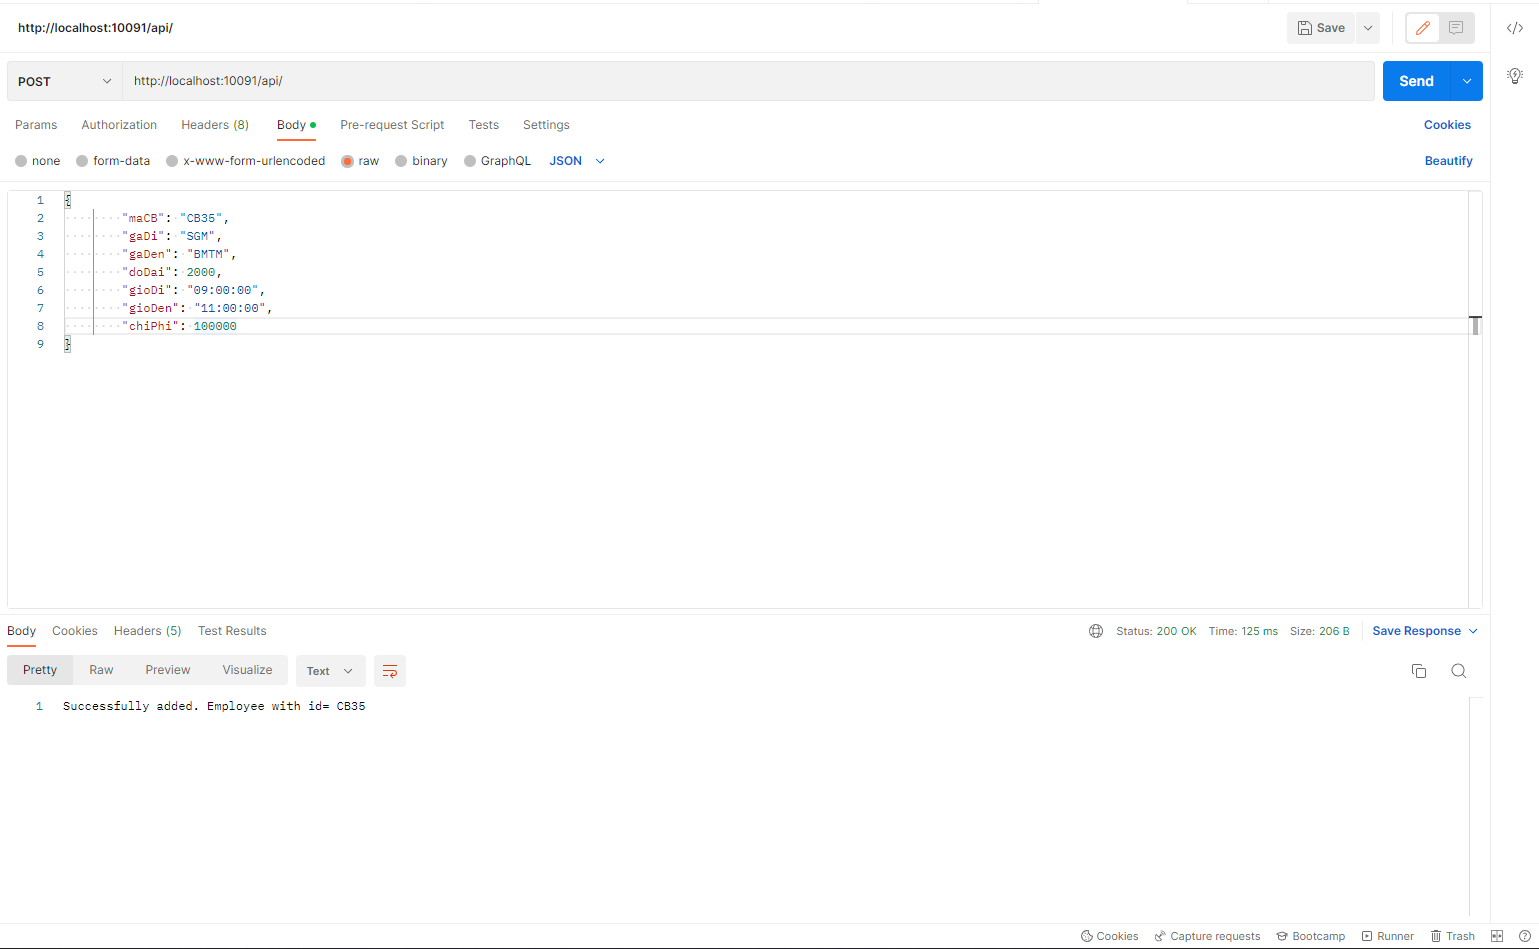 http://localhost:10091/api/
Save
POST
http://localhost:10091/api/
Send
Params Authorization Headers (8) Body Pre-request Script Tests Settings
Cookies
none form-data x-www-form-urlencoded raw binary GraphQL JSON
Beautify
1 {
2 "maCB": "CB35",
3 "gaDi": "SGM",
4 "gaDen": "BMTM",
5 "doDai": 2000,
6 "gioDi": "09:00:00",
7 "gioDen": "11:00:00",
8 "chiPhi": 100000
9 }
Body Cookies Headers (5) Test Results
Status: 200 OK Time: 125 ms Size: 206 B Save Response
Pretty Raw Preview Visualize Text
1 Successfully added. Employee with id= CB35
Cookies Capture requests Bootcamp Runner Trash